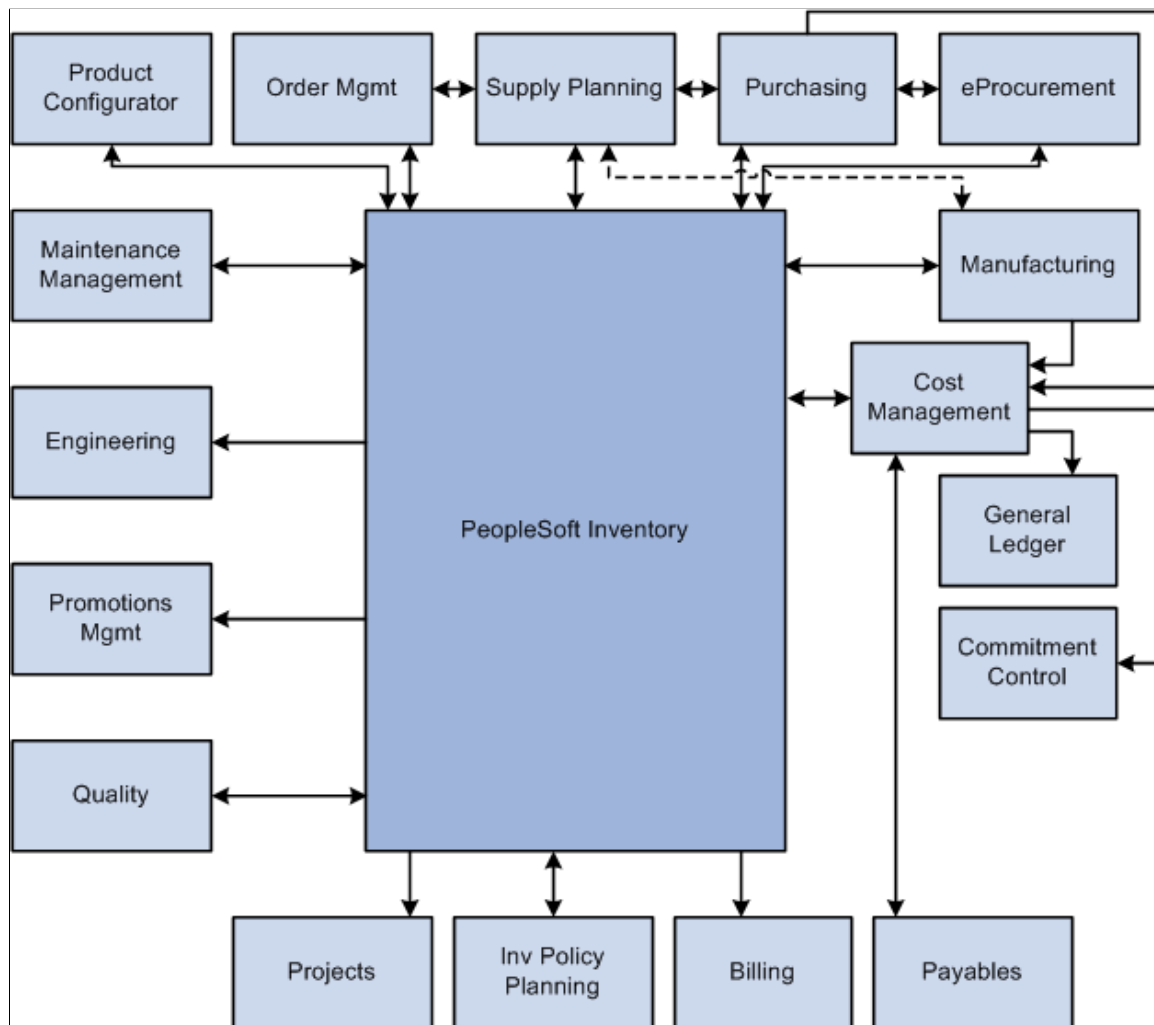 Product
Configurator
Order Mgmt
Supply Planning
Purchasing
eProcurement
Maintenance
Management
Manufacturing
Cost
Management
Engineering
PeopleSoft Inventory
General
Ledger
Promotions
Mgmt
Commitment
Control
Quality
Projects
Inv Policy
Planning
Billing
Payables